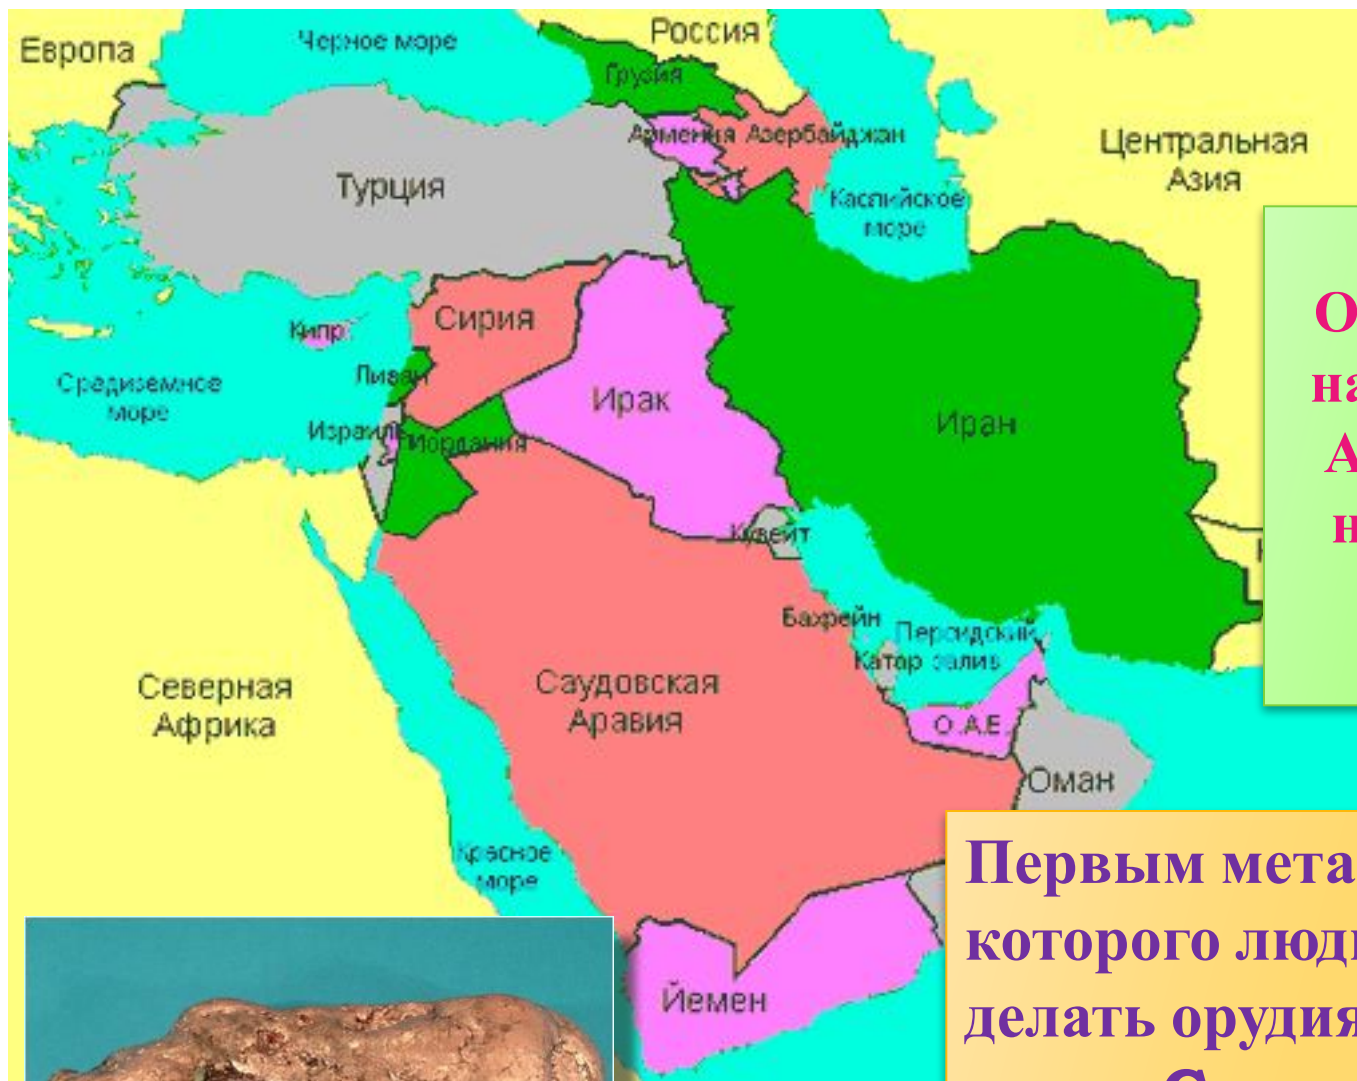 Европа
Черное море
Россия
Грузия
Армения
Азербайджан
Центральная
Азия
Турция
Каспийское
море
Кипр
Сирия
Ливан
Средиземное
море
Ирак
Иран
Израиль
Иордания
Кувейт
Бахрейн
Персидский
залив
Катар
Северная
Африка
Саудовская
Аравия
О.А.Е.
Оман
Красное
море
Йемен
О
на
А
н
Первым мета
которого люд
делать орудия